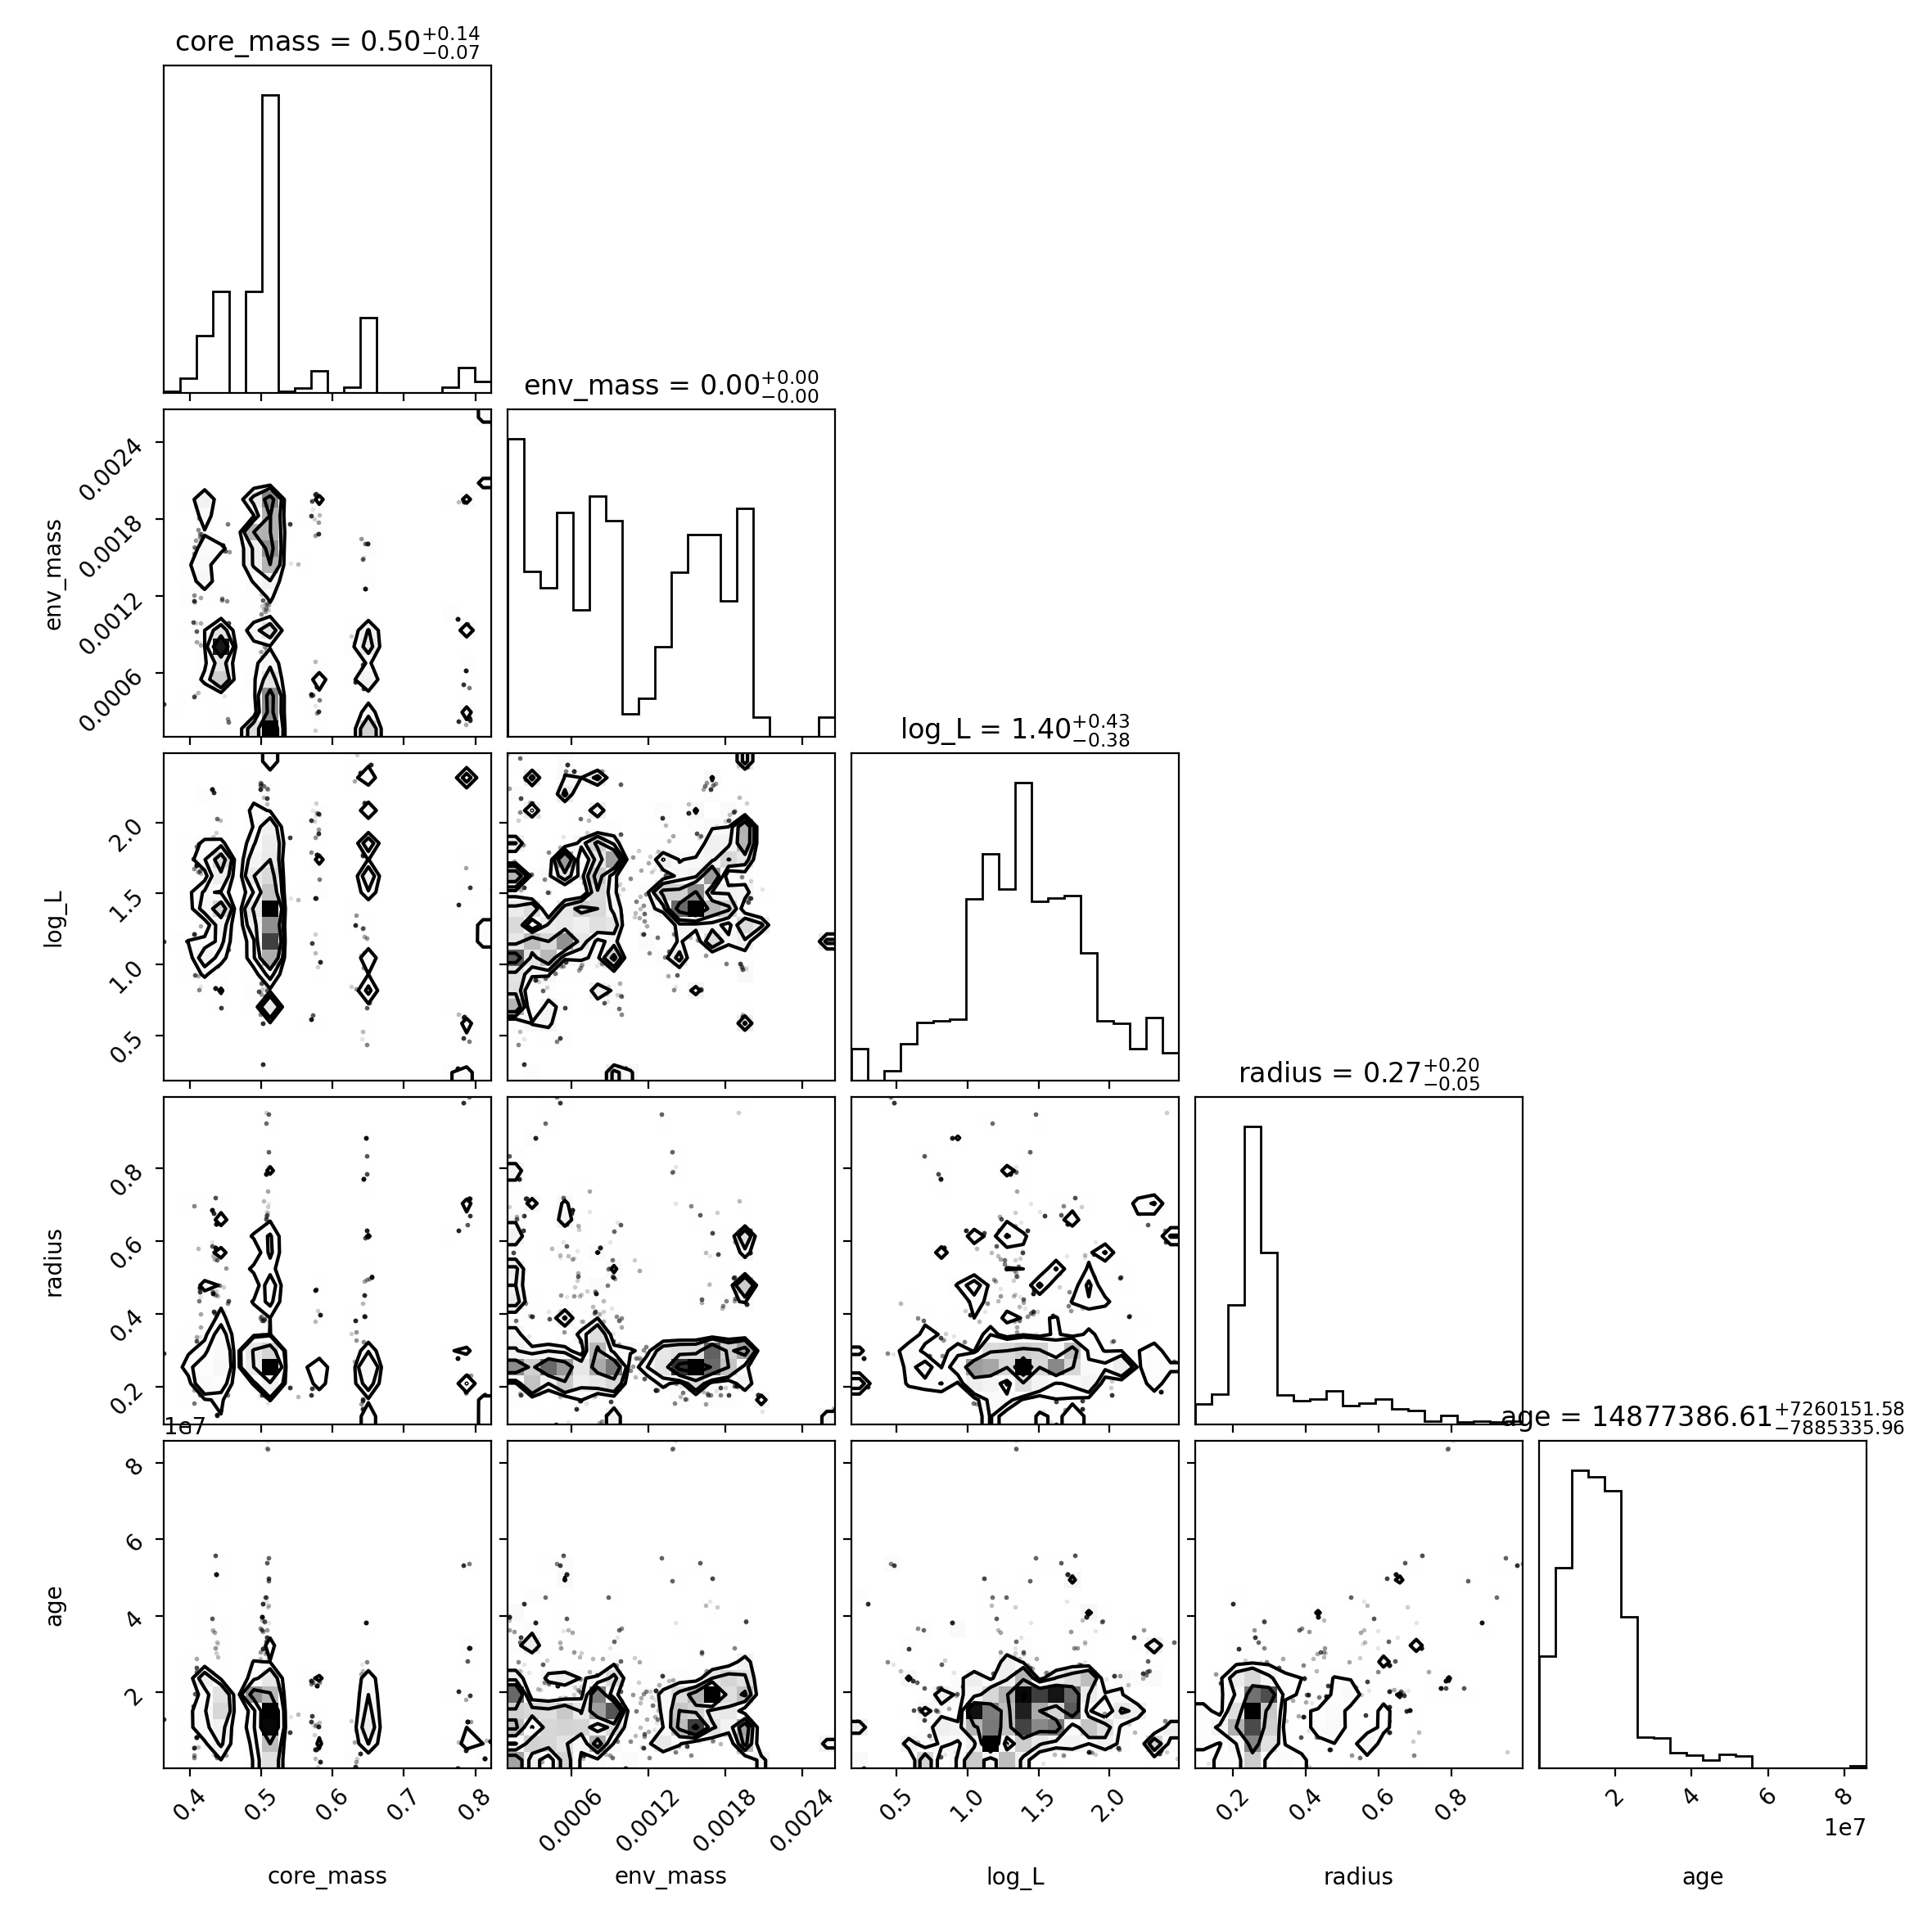 core_mass = 0.50+0.14−0.07
env_mass = 0.00+0.00−0.00
0.0024
0.0018
0.0012
0.0006
env_mass
log_L = 1.40+0.43−0.38
2.0
1.5
1.0
0.5
log_L
radius = 0.27+0.20−0.05
0.8
0.6
0.4
0.2
radius
1e7
age = 14877386.61+7260151.58−7885335.96
8
6
4
2
age
0.4 0.5 0.6 0.7 0.8
0.0006 0.0012 0.0018 0.0024
0.5 1.0 1.5 2.0
0.2 0.4 0.6 0.8
2 4 6 8
1e7
core_mass env_mass log_L radius age